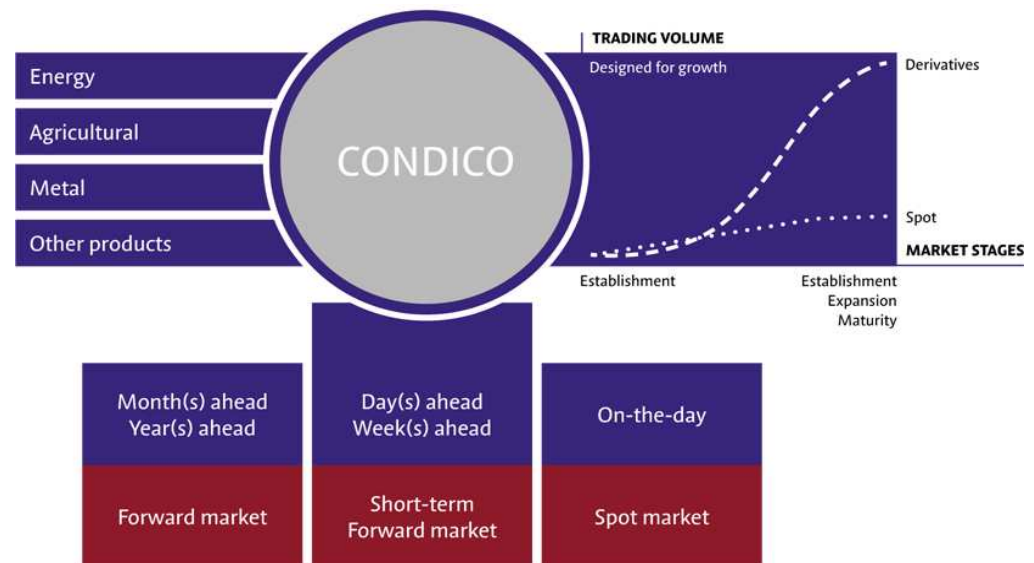 Energy
Agricultural
Metal
Other products
CONDICO
TRADING VOLUME
Designed for growth
Derivatives
Spot
MARKET STAGES
Establishment
Establishment
Expansion
Maturity
Month(s) ahead
Year(s) ahead
Forward market
Day(s) ahead
Week(s) ahead
Short-term
Forward market
On-the-day
Spot market